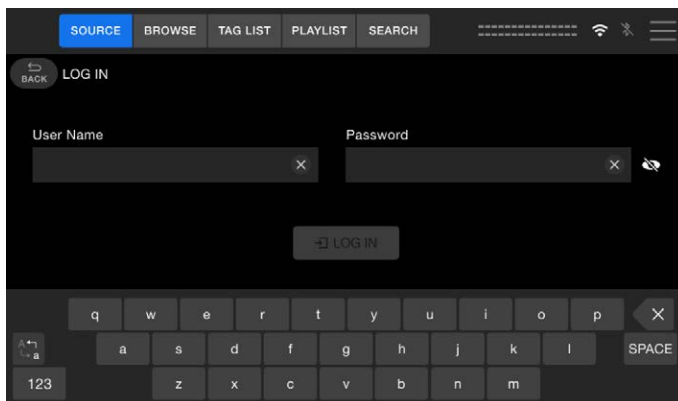 SOURCE BROWSE TAG LIST PLAYLIST SEARCH
BACK LOG IN
User Name Password
LOG IN
q w e r t y u i o p
A a a s d f g h j k l SPACE
123 z x c v b n m